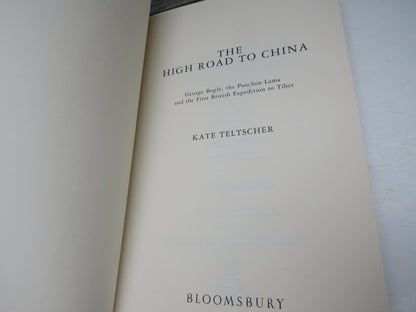 THE
HIGH ROAD TO CHINA
George Bogle, the Panchen Lama
and the First British Expedition to Tibet
KATE TELTSCHER
BLOOMSBURY